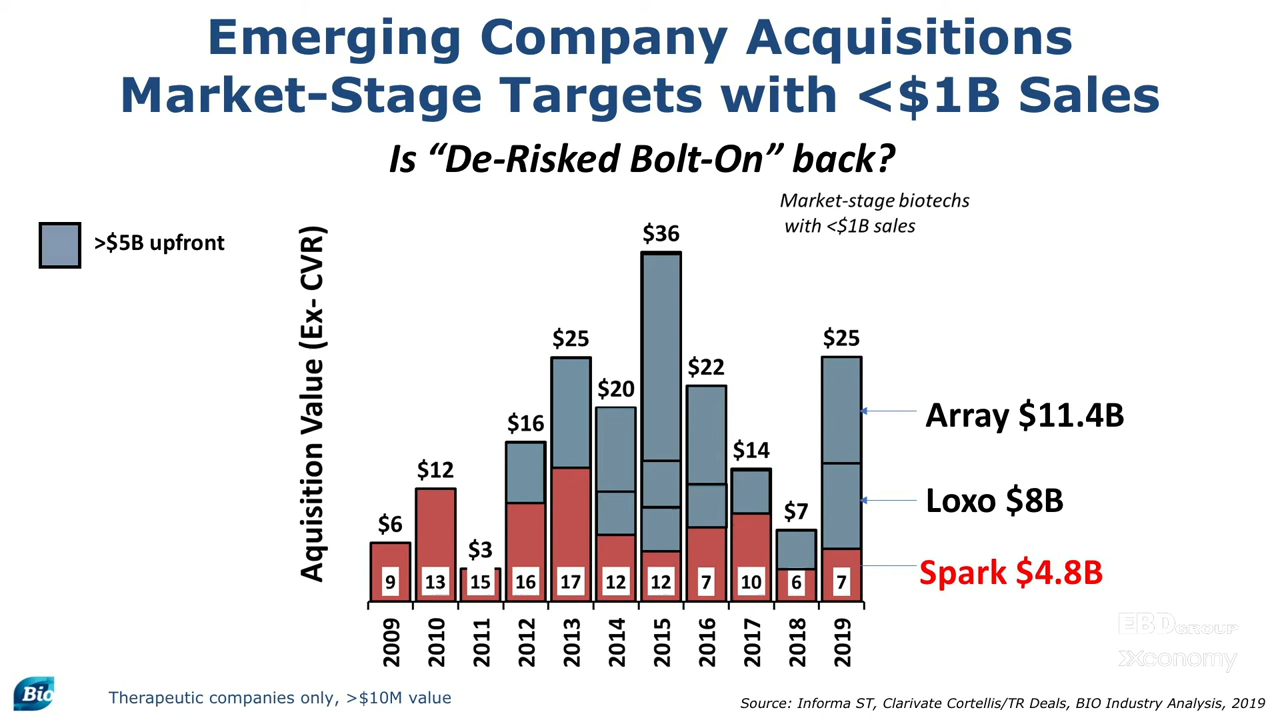 Emerging Company Acquisitions
Market-Stage Targets with <$1B Sales
Is “De-Risked Bolt-On” back?
Market-stage biotechs
with <$1B sales
>$5B upfront
Aquisition Value (Ex- CVR)
$6
$12
$3
$16
$25
$20
$36
$22
$14
$7
$25
Array $11.4B
Loxo $8B
Spark $4.8B
9
13
15
16
17
12
12
7
10
6
7
2009
2010
2011
2012
2013
2014
2015
2016
2017
2018
2019
EBDGROUP
Xconomy
Bio
Therapeutic companies only, >$10M value
Source: Informa ST, Clarivate Cortellis/TR Deals, BIO Industry Analysis, 2019